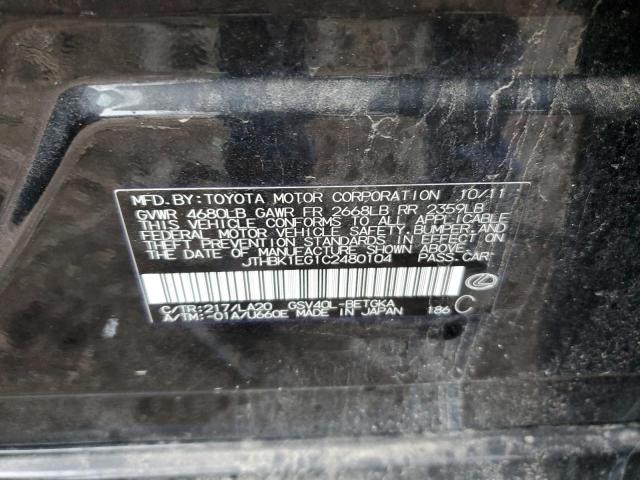 MFD.BY:TOYOTA MOTOR CORPORATION 10/11
GVWR 4680LB GAWR FR 2668LB RR 2359LB
THIS VEHICLE CONFORMS TO ALL APPLICABLE
FEDERAL MOTOR VEHICLE SAFETY, BUMPER, AND
THEFT PREVENTION STANDARDS IN EFFECT ON
THE DATE OF MANUFACTURE SHOWN ABOVE.
JTHBK1EG1C2480104 PASS.CAR
C/TR:217/LA20 GSV40L-BETGKA
A/TM:-01A/U660E MADE IN JAPAN 186 C